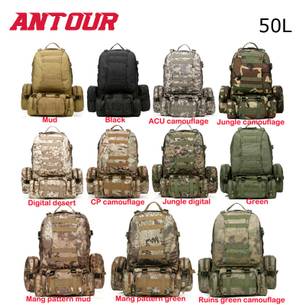 ANTOUR 50L
Mud Black ACU camouflage Jungle camouflage
Digital desert CP camouflage Jungle digital Green
Mang pattern mud Mang pattern green Ruins green camouflage